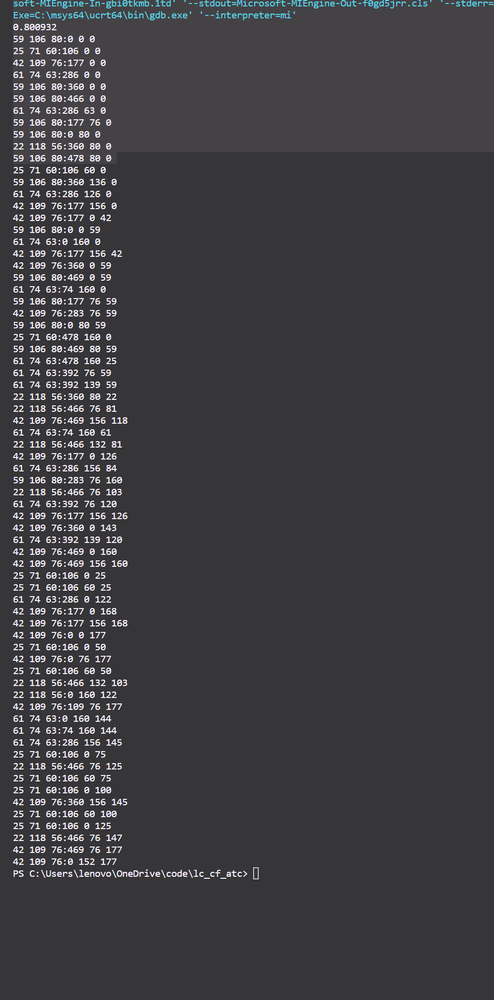 soft-MIEngine-In-gbi0tkmb.1td' '--stdout=Microsoft-MIEngine-Out-f0gd5jrr.cls' '--stderr=
Exe=C:\msys64\ucrt64\bin\gdb.exe' '--interpreter=mi'
0.800932
59 106 80:0 0 0
25 71 60:106 0 0
42 109 76:177 0 0
61 74 63:286 0 0
59 106 80:360 0 0
59 106 80:466 0 0
61 74 63:286 63 0
59 106 80:177 76 0
59 106 80:0 80 0
22 118 56:360 80 0
59 106 80:478 80 0
25 71 60:106 60 0
59 106 80:360 136 0
61 74 63:286 126 0
42 109 76:177 156 0
42 109 76:177 0 42
59 106 80:0 0 59
61 74 63:0 160 0
42 109 76:177 156 42
42 109 76:360 0 59
59 106 80:469 0 59
61 74 63:74 160 0
59 106 80:177 76 59
42 109 76:283 76 59
59 106 80:0 80 59
25 71 60:478 160 0
59 106 80:469 80 59
61 74 63:478 160 25
61 74 63:392 76 59
61 74 63:392 139 59
22 118 56:360 80 22
22 118 56:466 76 81
42 109 76:469 156 118
61 74 63:74 160 61
22 118 56:466 132 81
42 109 76:177 0 126
61 74 63:286 156 84
59 106 80:283 76 160
22 118 56:466 76 103
61 74 63:392 76 120
42 109 76:177 156 126
42 109 76:360 0 143
61 74 63:392 139 120
42 109 76:469 0 160
42 109 76:469 156 160
25 71 60:106 0 25
25 71 60:106 60 25
61 74 63:286 0 122
42 109 76:177 0 168
42 109 76:177 156 168
42 109 76:0 0 177
25 71 60:106 0 50
42 109 76:0 76 177
25 71 60:106 60 50
22 118 56:466 132 103
22 118 56:0 160 122
42 109 76:109 76 177
61 74 63:0 160 144
61 74 63:74 160 144
61 74 63:286 156 145
25 71 60:106 0 75
22 118 56:466 76 125
25 71 60:106 60 75
25 71 60:106 0 100
42 109 76:360 156 145
25 71 60:106 60 100
25 71 60:106 0 125
22 118 56:466 76 147
42 109 76:469 76 177
42 109 76:0 152 177
PS C:\Users\lenovo\OneDrive\code\lc_cf_atc>